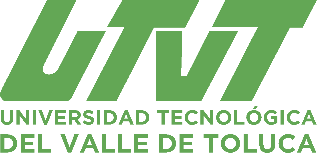 UTVT
UNIVERSIDAD TECNOLÓGICA
DEL VALLE DE TOLUCA